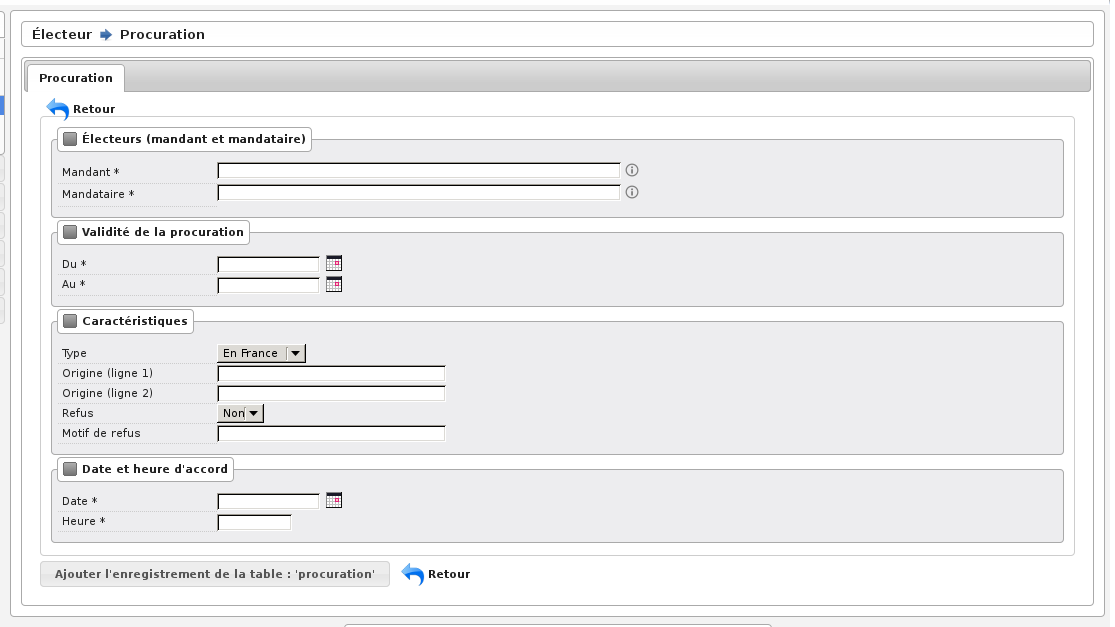 Électeur Procuration
Procuration
Retour
Électeurs (mandant et mandataire)
Mandant *
Mandataire *
Validité de la procuration
Du *
Au *
Caractéristiques
Type En France
Origine (ligne 1)
Origine (ligne 2)
Refus Non
Motif de refus
Date et heure d'accord
Date *
Heure *
Ajouter l'enregistrement de la table : 'procuration' Retour